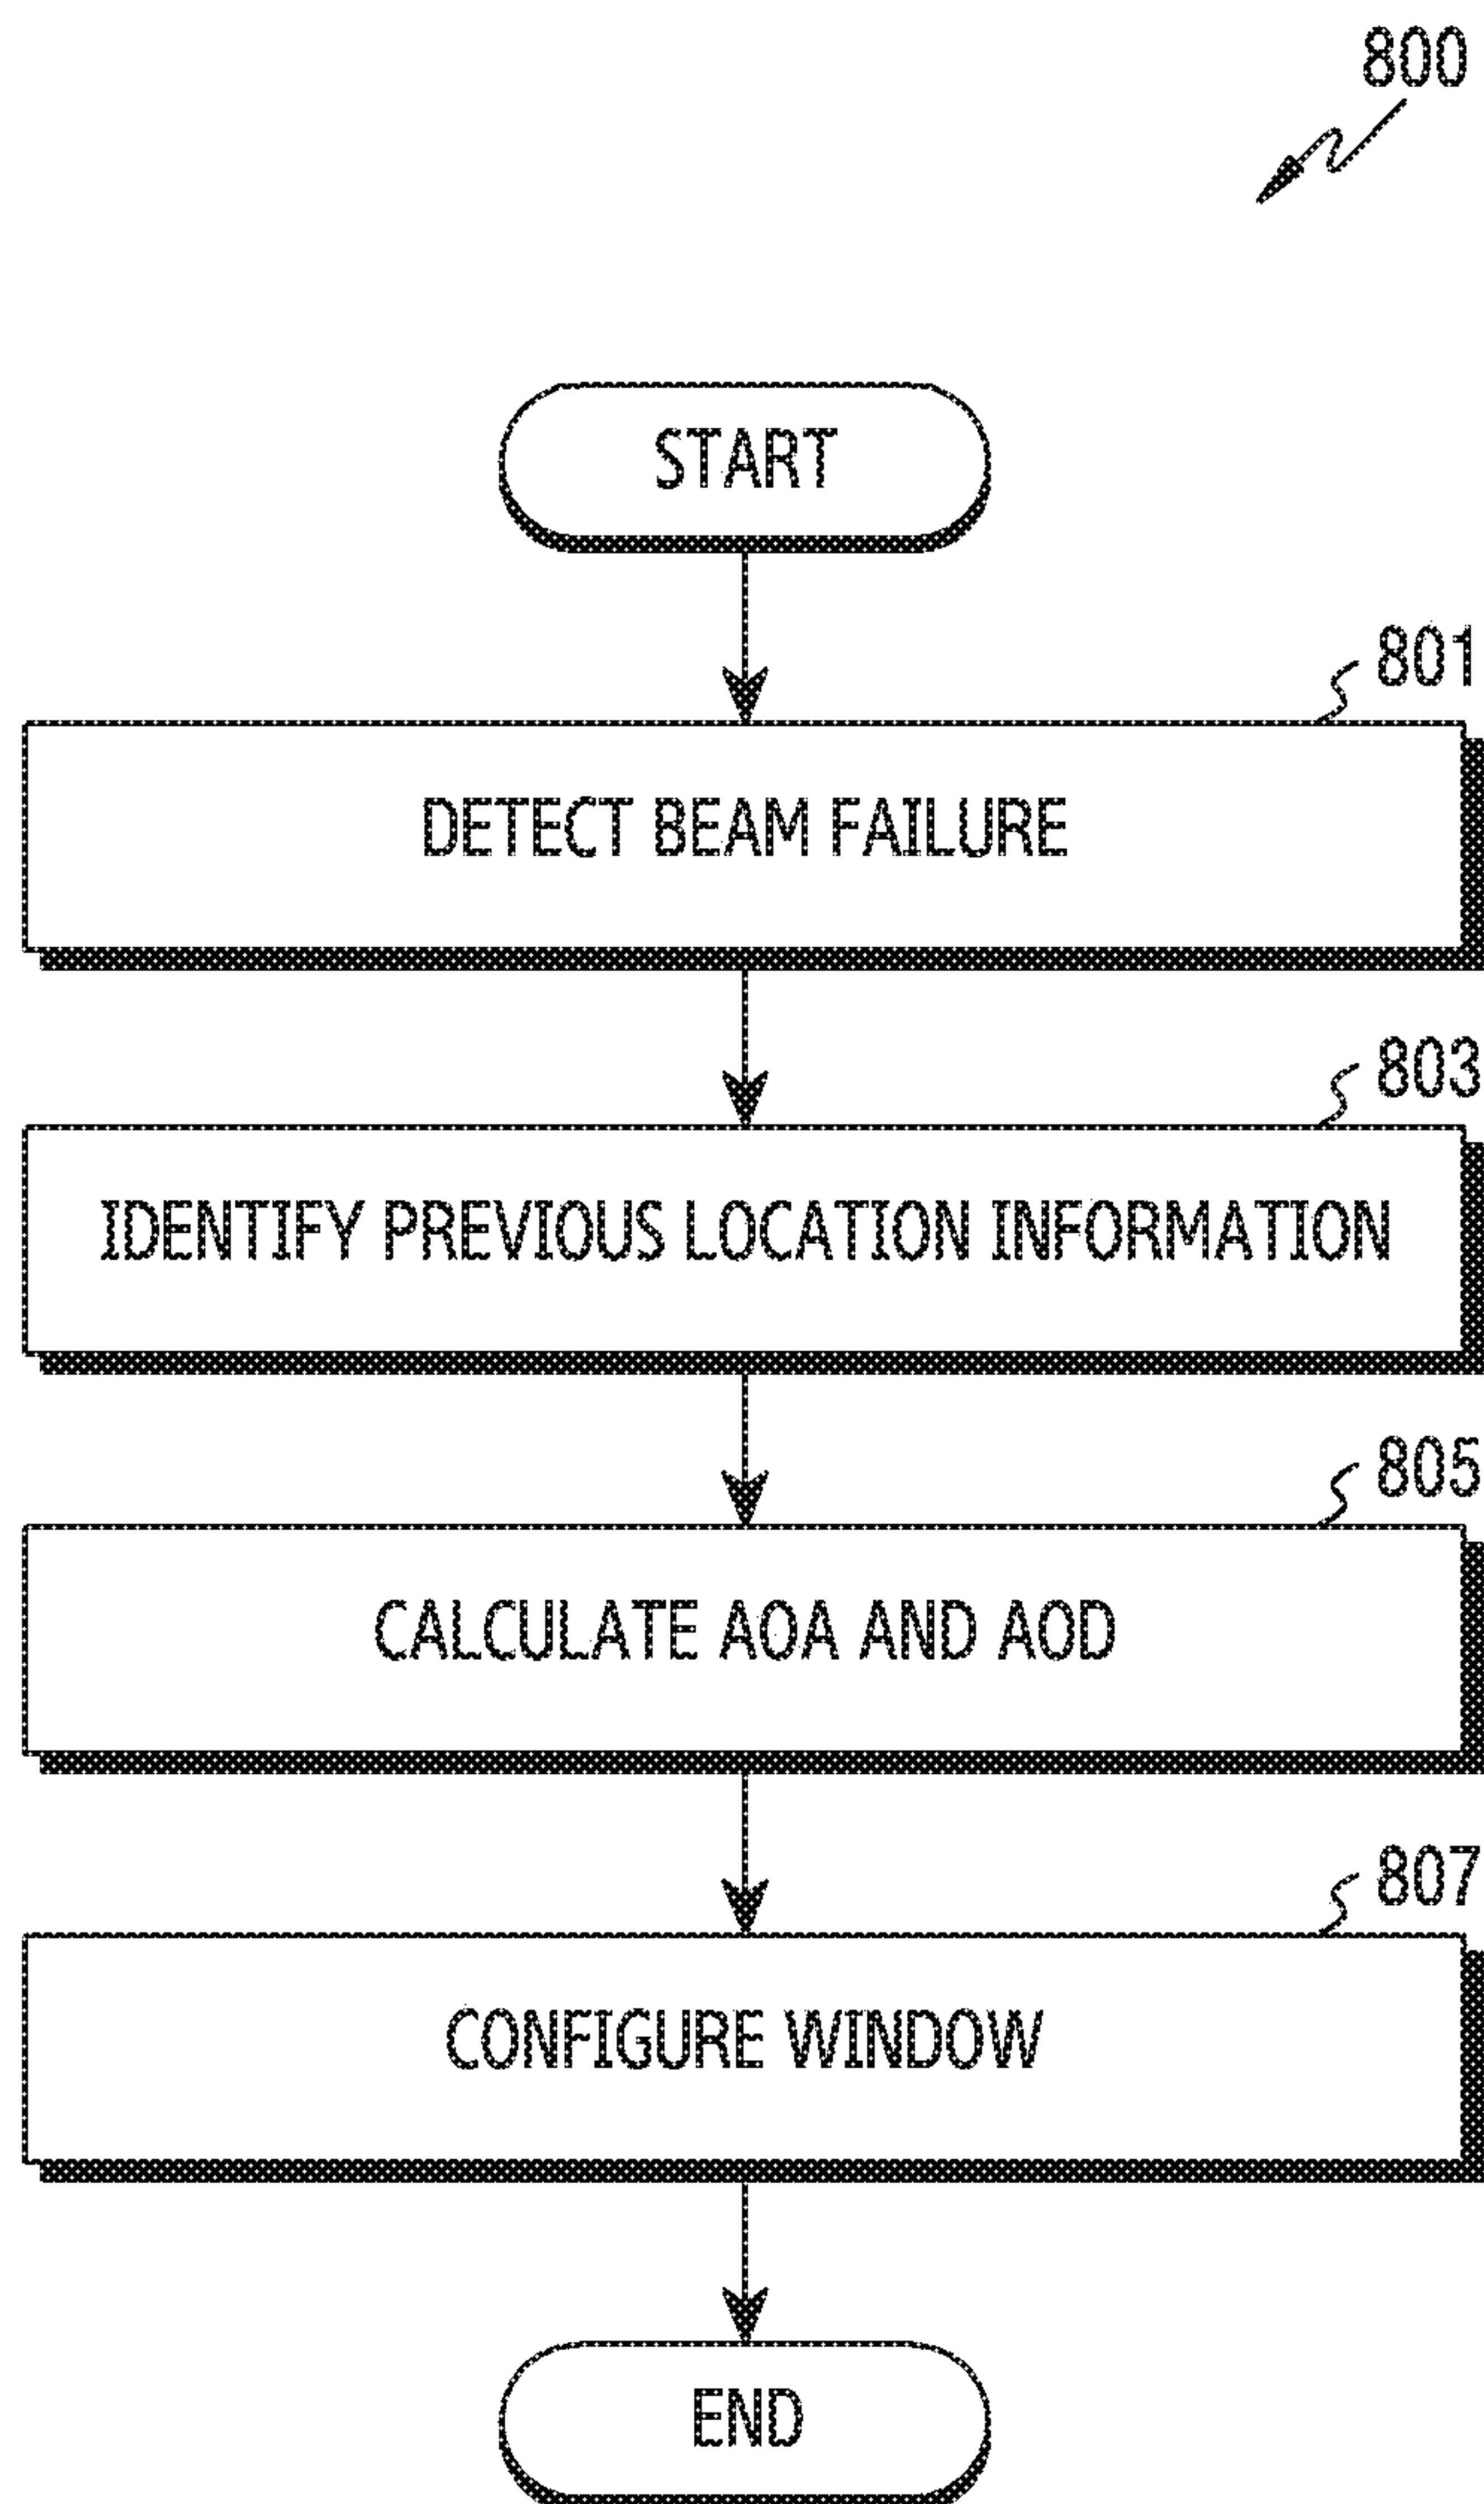 800
START
801
DETECT BEAM FAILURE
803
IDENTIFY PREVIOUS LOCATION INFORMATION
805
CALCULATE AOA AND AOD
807
CONFIGURE WINDOW
END